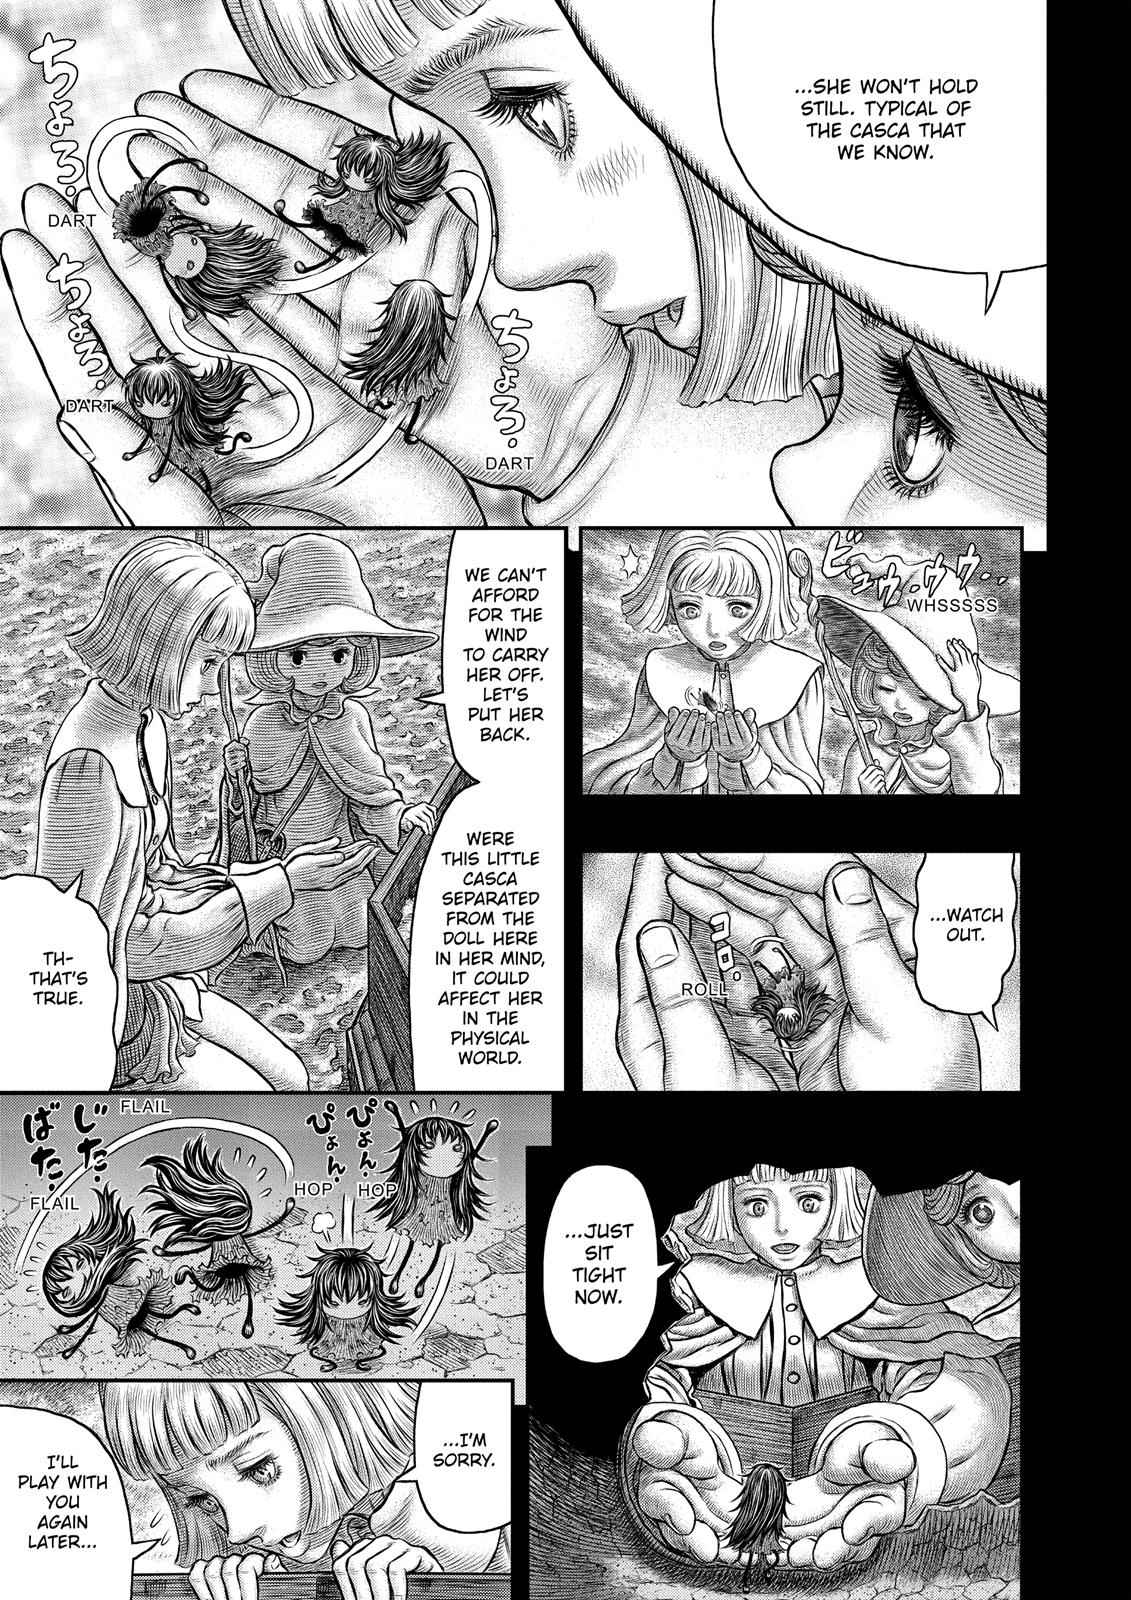 ...SHE WON'T HOLD
STILL. TYPICAL OF
THE CASCA THAT
WE KNOW.
ちょろ.
DART
ちょろ.
DART
ちょろ.
DART
ビュウゥウゥ..
WHSSSSS
...WATCH
OUT.
コロ。
ROLL
WE CAN'T
AFFORD
FOR THE
WIND
TO CARRY
HER OFF.
LET'S
PUT HER
BACK.
WERE
THIS LITTLE
CASCA
SEPARATED
FROM THE
DOLL HERE
IN HER MIND,
IT COULD
AFFECT HER
IN THE
PHYSICAL
WORLD.
TH-
THAT'S
TRUE.
...JUST
SIT
TIGHT
NOW.
ぴょん.
HOP
ぴょん.
HOP
じた.
FLAIL
ばた.
FLAIL
...I'M
SORRY.
I'LL
PLAY WITH
YOU
AGAIN
LATER...